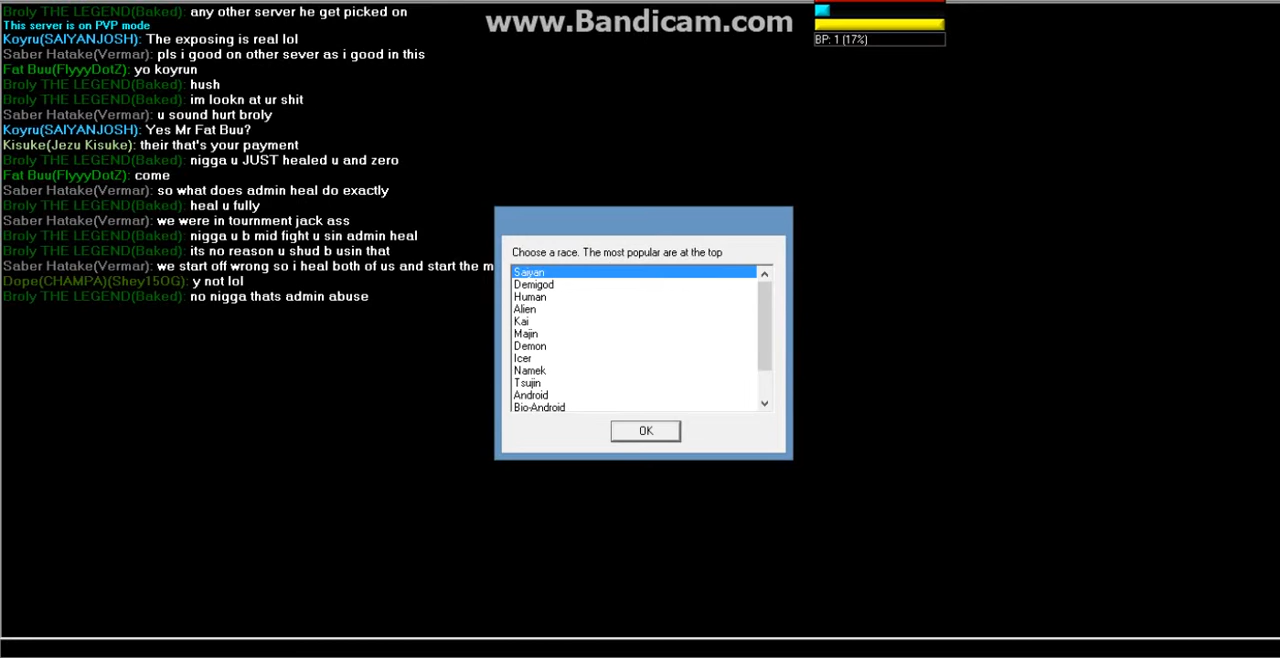 www.Bandicam.com
Broly THE LEGEND(Baked): any other server he get picked on
This server is on PVP mode
Koyru(SAIYANJOSH): The exposing is real lol
Saber Hatake(Vermar): pls i good on other sever as i good in this
Fat Buu(FlyyyDotZ): yo koyrun
Broly THE LEGEND(Baked): hush
Broly THE LEGEND(Baked): im lookn at ur shit
Saber Hatake(Vermar): u sound hurt broly
Koyru(SAIYANJOSH): Yes Mr Fat Buu?
Kisuke(Jezu Kisuke): their that's your payment
Broly THE LEGEND(Baked): nigga u JUST healed u and zero
Fat Buu(FlyyyDotZ): come
Saber Hatake(Vermar): so what does admin heal do exactly
Broly THE LEGEND(Baked): heal u fully
Saber Hatake(Vermar): we were in tournment jack ass
Broly THE LEGEND(Baked): nigga u b mid fight u sin admin heal
Broly THE LEGEND(Baked): its no reason u shud b usin that
Saber Hatake(Vermar): we start off wrong so i heal both of us and start the m
Dope(CHAMPA)(Shey15OG): y not lol
Broly THE LEGEND(Baked): no nigga thats admin abuse
BP: 1 (17%)
Choose a race. The most popular are at the top
Saiyan
Demigod
Human
Alien
Kai
Majin
Demon
Icer
Namek
Tsujin
Android
Bio-Android
OK